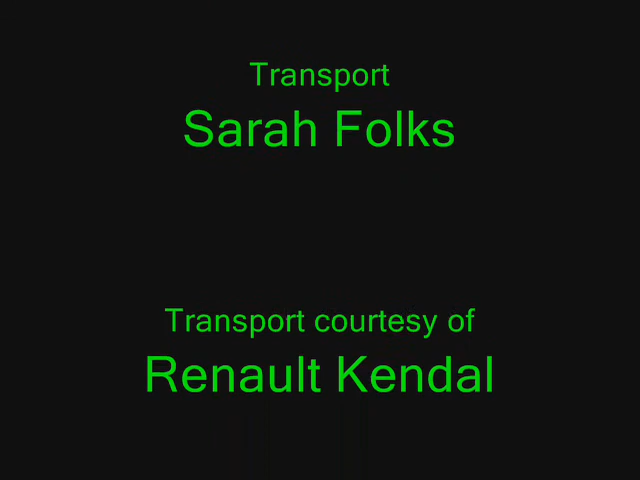 Transport
Sarah Folks
Transport courtesy of
Renault Kendal